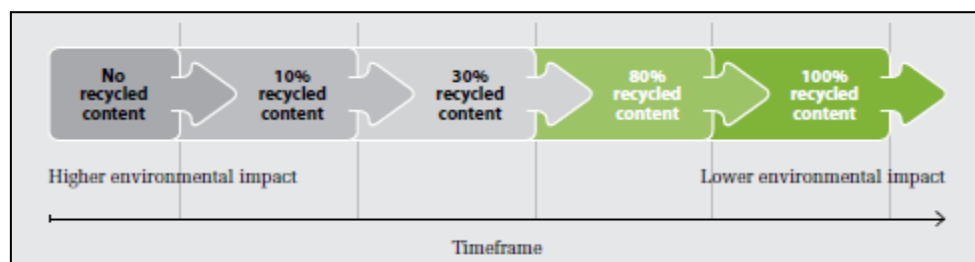 No
recycled
content
10%
recycled
content
30%
recycled
content
80%
recycled
content
100%
recycled
content
Higher environmental impact
Lower environmental impact
Timeframe